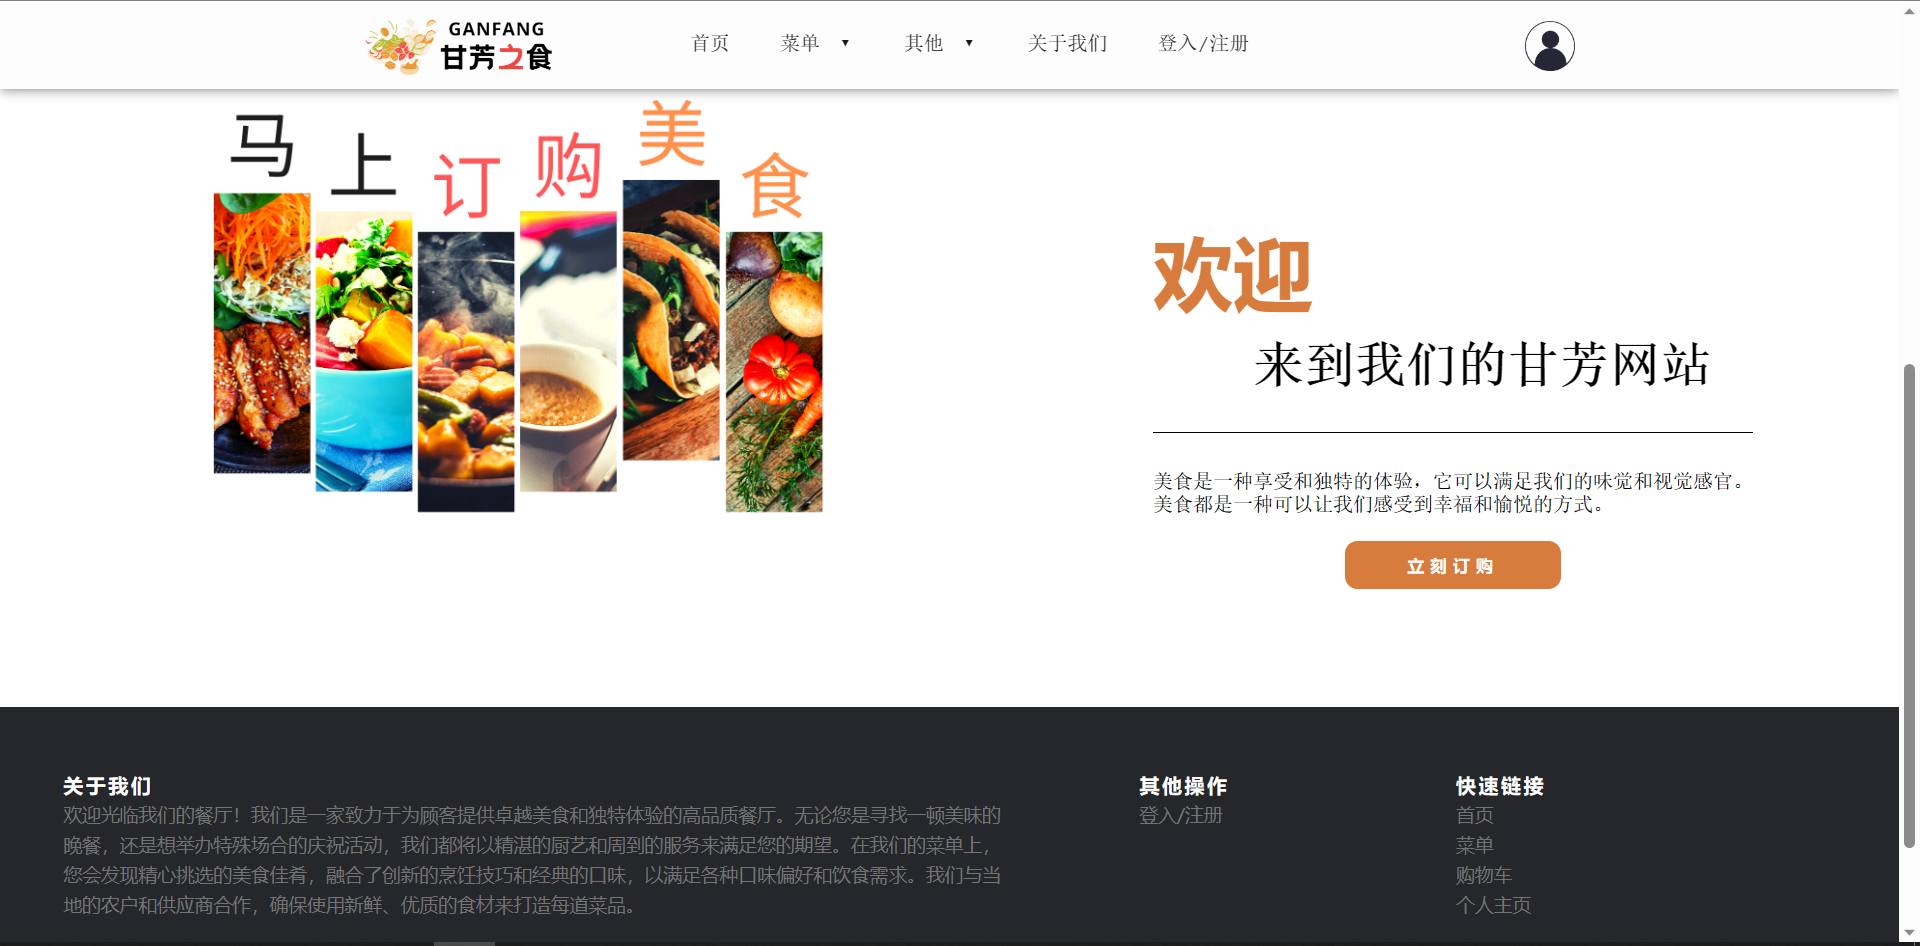 GANFANG
甘芳之食
首页 菜单 ▼ 其他 ▼ 关于我们 登入/注册
马上订购美食
欢迎
来到我们的甘芳网站
美食是一种享受和独特的体验，它可以满足我们的味觉和视觉感官。
美食都是一种可以让我们感受到幸福和愉悦的方式。
立刻订购
关于我们
欢迎光临我们的餐厅！我们是一家致力于为顾客提供卓越美食和独特体验的高品质餐厅。无论您是寻找一顿美味的
晚餐，还是想举办特殊场合的庆祝活动，我们都将以精湛的厨艺和周到的服务来满足您的期望。在我们的菜单上，
您会发现精心挑选的美食佳肴，融合了创新的烹饪技巧和经典的口味，以满足各种口味偏好和饮食需求。我们与当
地的农户和供应商合作，确保使用新鲜、优质的食材来打造每道菜品。
其他操作
登入/注册
快速链接
首页
菜单
购物车
个人主页